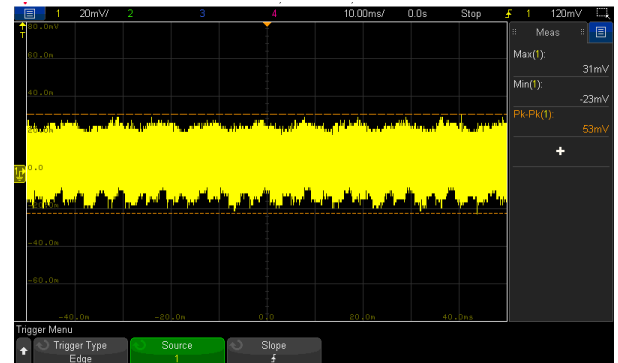 1 20mV/ 2 3 4 10.00ms/ 0.0s Stop 1 120mV
T
80.0mV
60.0m
40.0m
20.0m
0.0
-40.0m
-60.0m
-40.0m -20.0m 0.0 20.0m 40.0ms
Meas
Max(1):
31mV
Min(1):
-23mV
Pk-Pk(1):
53mV
+
Trigger Menu
Trigger Type
Edge
Source
1
Slope